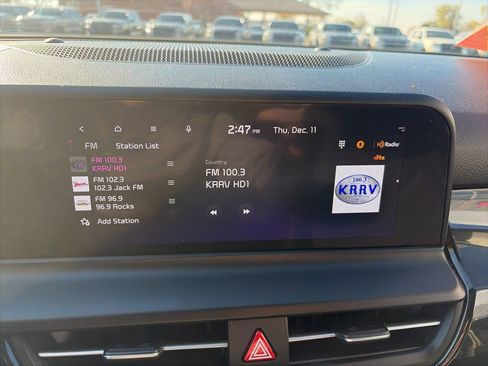 2:47 PM Thu, Dec. 11
FM Station List
HD Radio
dts
FM 100.3
KRRV HD1
FM 102.3
102.3 Jack FM
FM 96.9
96.9 Rocks
Add Station
Country
FM 100.3
KRRV HD1
100.3
KRRV